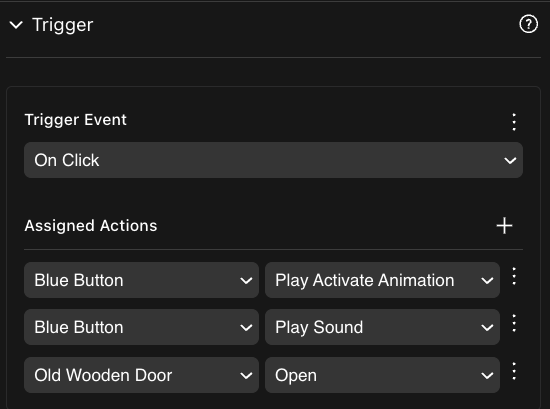 Trigger
Trigger Event
On Click
Assigned Actions
Blue Button Play Activate Animation
Blue Button Play Sound
Old Wooden Door Open